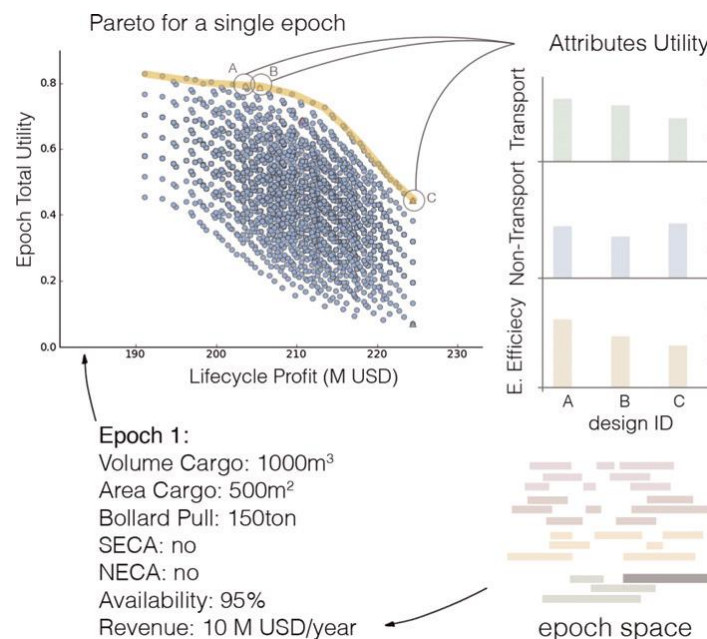 Pareto for a single epoch
Attributes Utility
A
B
C
Epoch Total Utility
0.8
0.6
0.4
0.2
0.0
190
200
210
220
230
Lifecycle Profit (M USD)
Transport
Non-Transport
E. Efficiecy
A
B
C
design ID
Epoch 1:
Volume Cargo: 1000m³
Area Cargo: 500m²
Bollard Pull: 150ton
SECA: no
NECA: no
Availability: 95%
Revenue: 10 M USD/year
epoch space